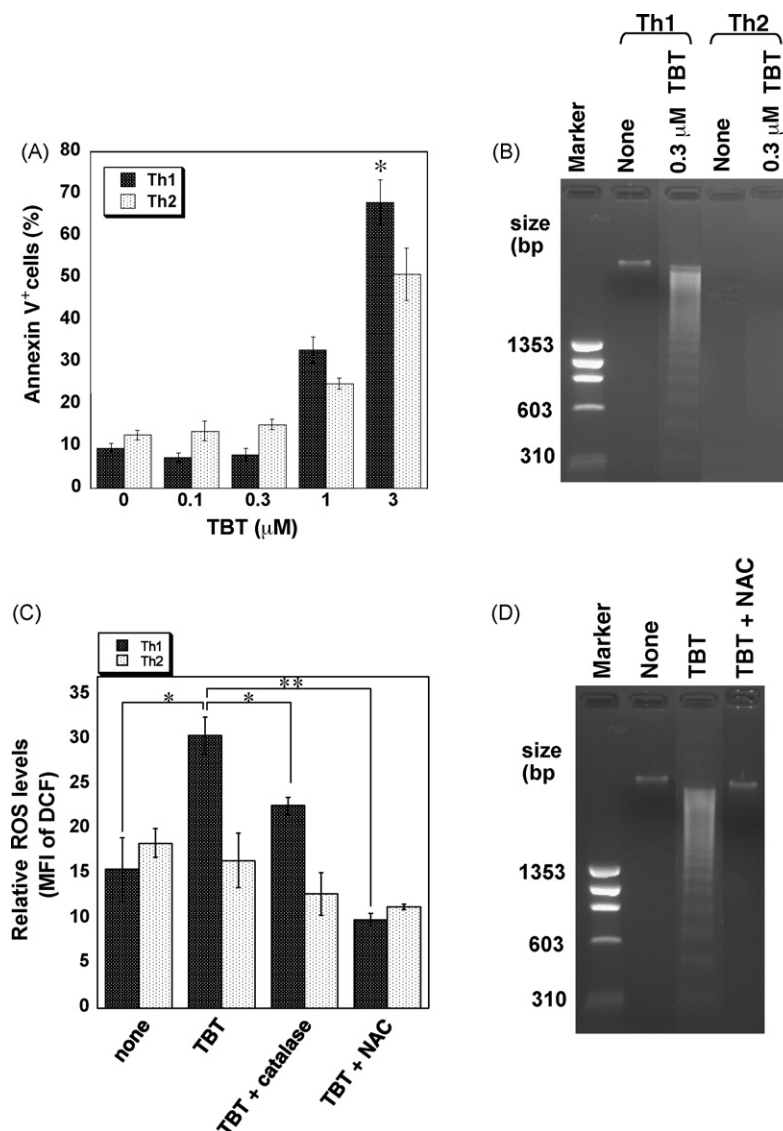 (A)
80
70
60
50
40
30
20
10
0
Annexin V⁺cells (%)
Th1
Th2
*
0 0.1 0.3 1 3
TBT (μM)
(B)
Th1 Th2
Marker
None
0.3 μM TBT
None
0.3 μM TBT
size
(bp
1353
603
310
(C)
Th1
Th2
35
30
25
20
15
10
5
0
Relative ROS levels
(MFI of DCF)
* * **
none
TBT
TBT + catalase
TBT + NAC
(D)
Marker
None
TBT
TBT + NAC
size
(bp
1353
603
310